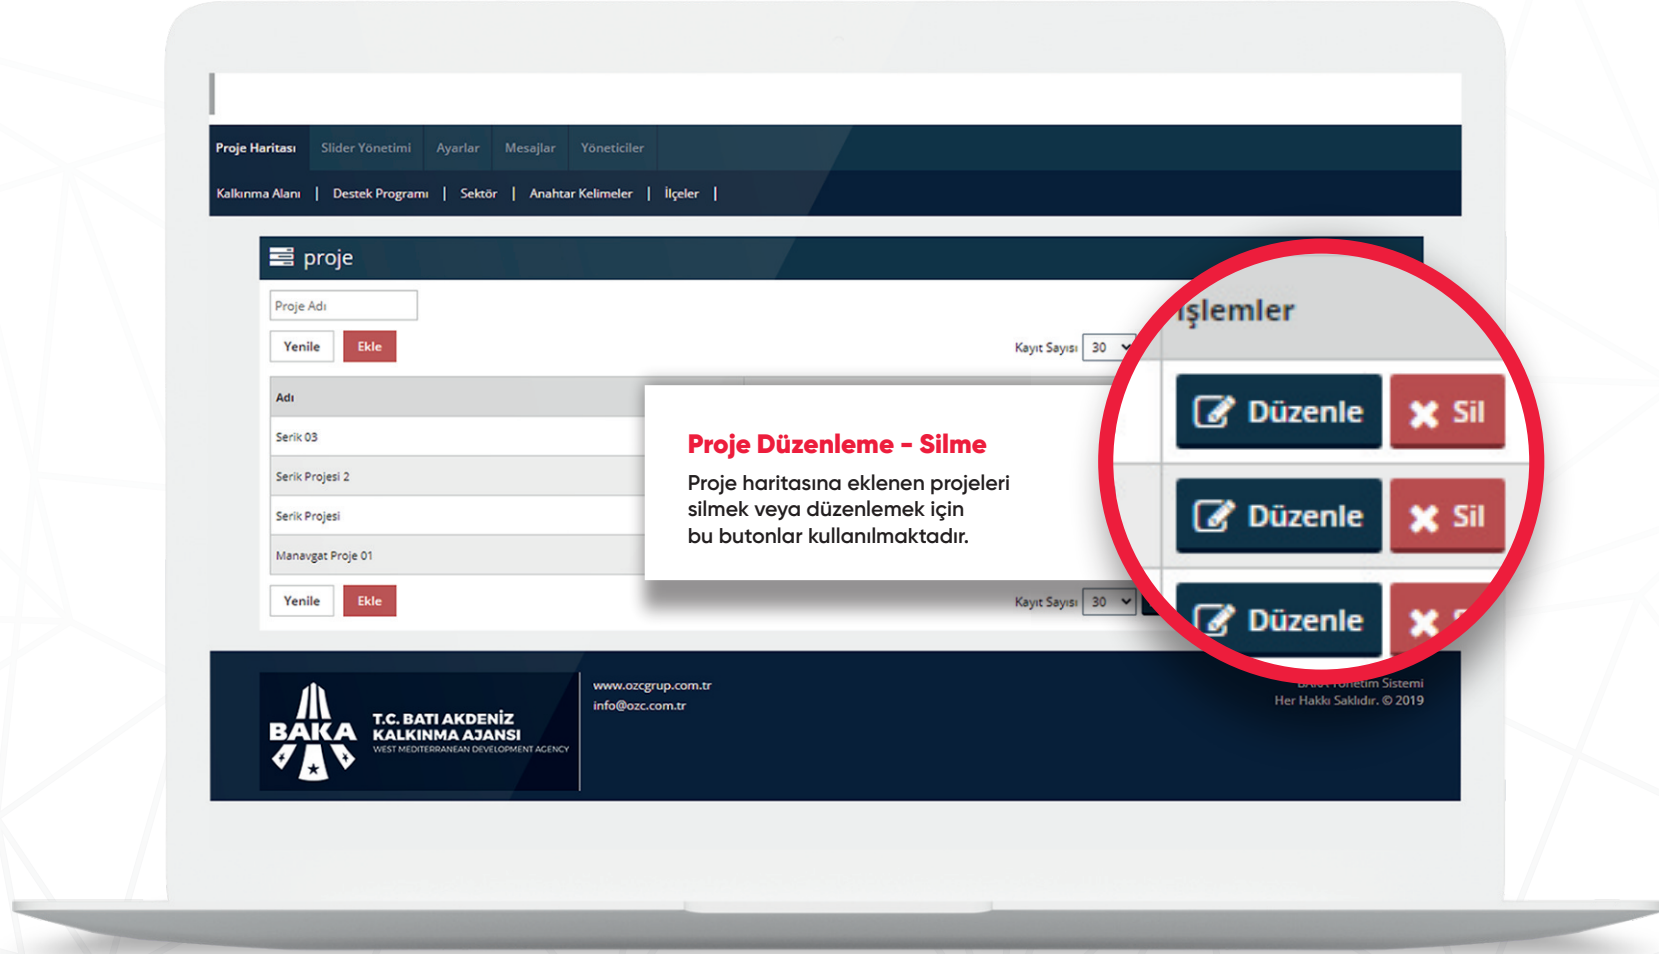 Proje Haritası Slider Yönetimi Ayarlar Mesajlar Yöneticiler
Kalkınma Alanı | Destek Programı | Sektör | Anahtar Kelimeler | İlçeler |
proje
Proje Adı
Yenile Ekle
Kayıt Sayısı 30
işlemler
Adı
Serik 03
Serik Projesi 2
Serik Projesi
Manavgat Proje 01
Düzenle Sil
Düzenle Sil
Düzenle
Proje Düzenleme - Silme
Proje haritasına eklenen projeleri
silmek veya düzenlemek için
bu butonlar kullanılmaktadır.
Yenile Ekle
Kayıt Sayısı 30
BAKA
T.C. BATI AKDENİZ
KALKINMA AJANSI
WEST MEDITERRANEAN DEVELOPMENT AGENCY
www.ozcgrup.com.tr
info@ozc.com.tr
Sistemi
Her Hakkı Saklıdır. © 2019